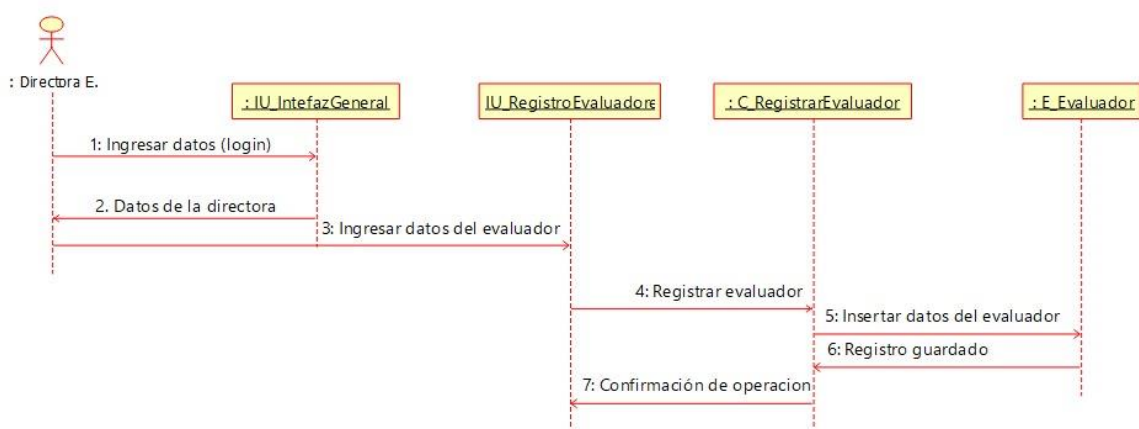 : Directora E.
: IU_IntefazGeneral
IU_RegistroEvaluadore
: C_RegistrarEvaluador
: E_Evaluador
1: Ingresar datos (login)
2. Datos de la directora
3: Ingresar datos del evaluador
4: Registrar evaluador
5: Insertar datos del evaluador
6: Registro guardado
7: Confirmación de operacion